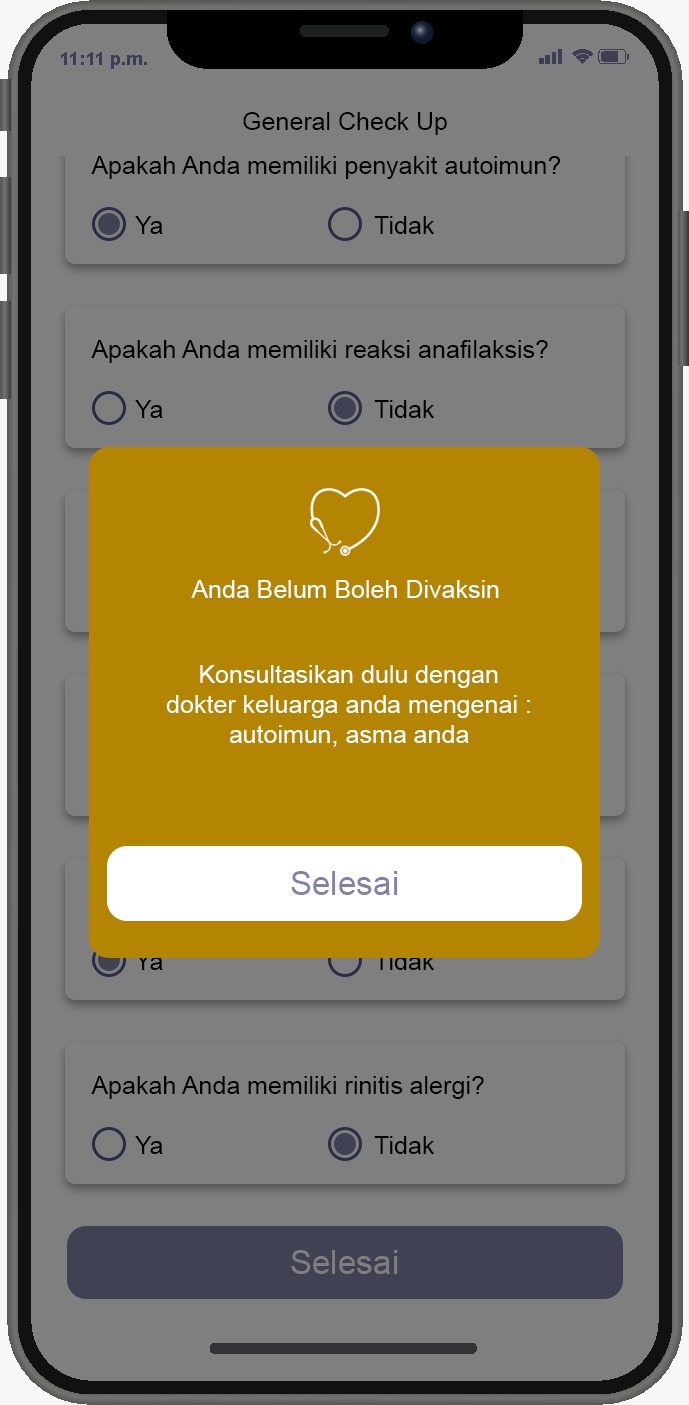 11:11 p.m.
General Check Up
Apakah Anda memiliki penyakit autoimun?
Ya Tidak
Apakah Anda memiliki reaksi anafilaksis?
Ya Tidak
Anda Belum Boleh Divaksin
Konsultasikan dulu dengan
dokter keluarga anda mengenai :
autoimun, asma anda
Selesai
Ya Tidak
Apakah Anda memiliki rinitis alergi?
Ya Tidak
Selesai